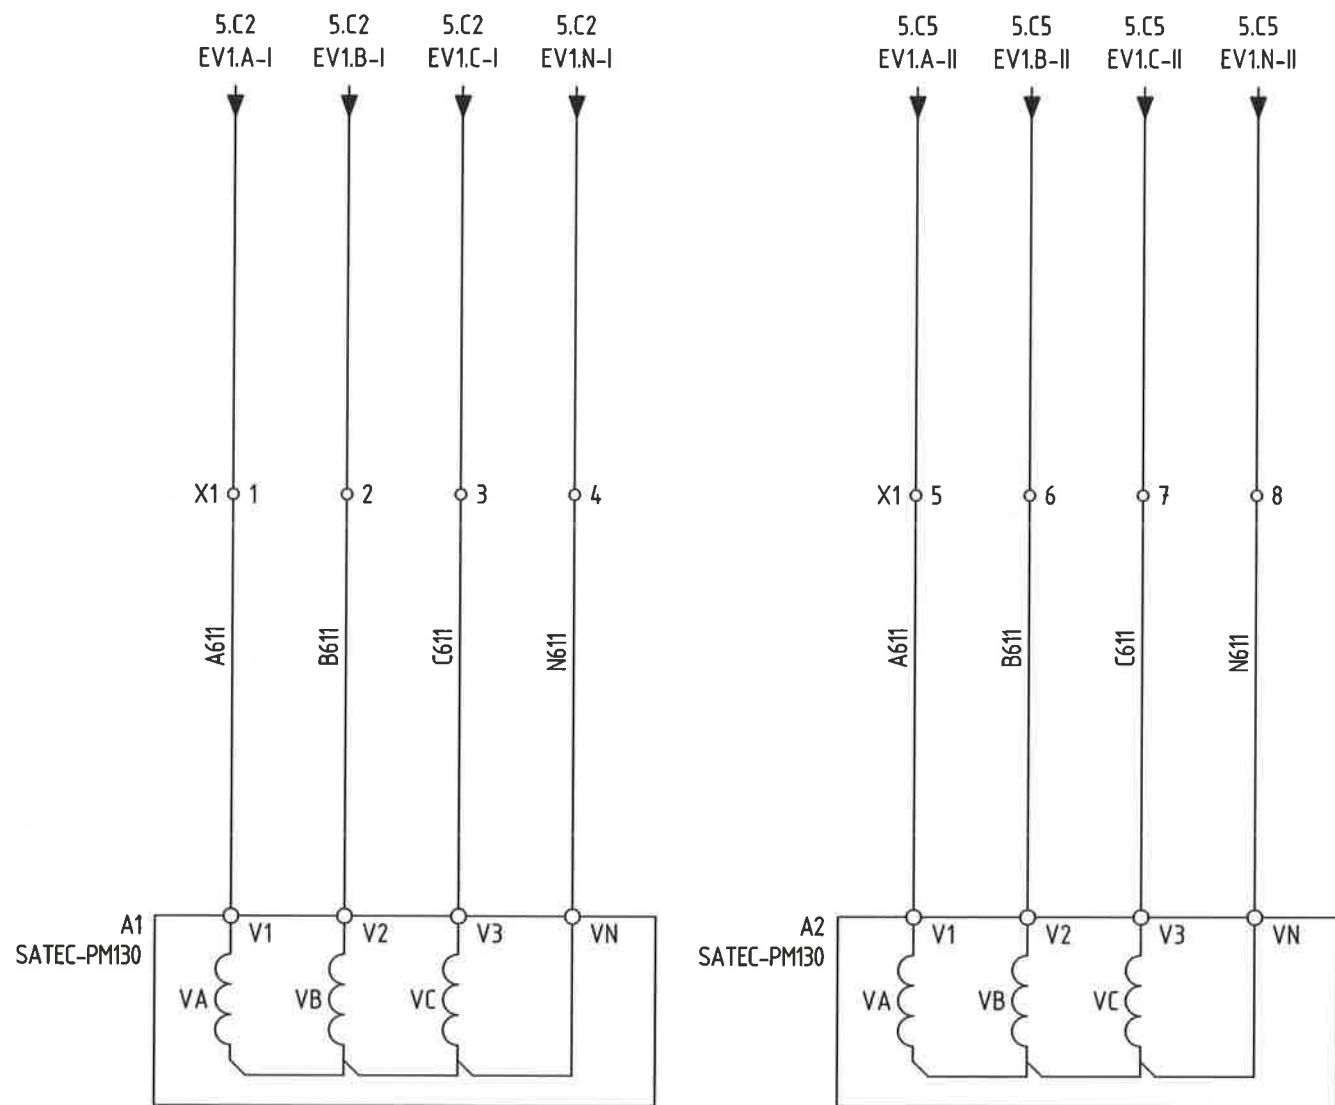 5.C2 5.C2 5.C2 5.C2
EV1.A-I EV1.B-I EV1.C-I EV1.N-I
5.C5 5.C5 5.C5 5.C5
EV1.A-II EV1.B-II EV1.C-II EV1.N-II
X1 1 2 3 4
X1 5 6 7 8
A611 B611 C611 N611
A611 B611 C611 N611
A1 V1 V2 V3 VN
SATEC-PM130
VA VB VC
A2 V1 V2 V3 VN
SATEC-PM130
VA VB VC